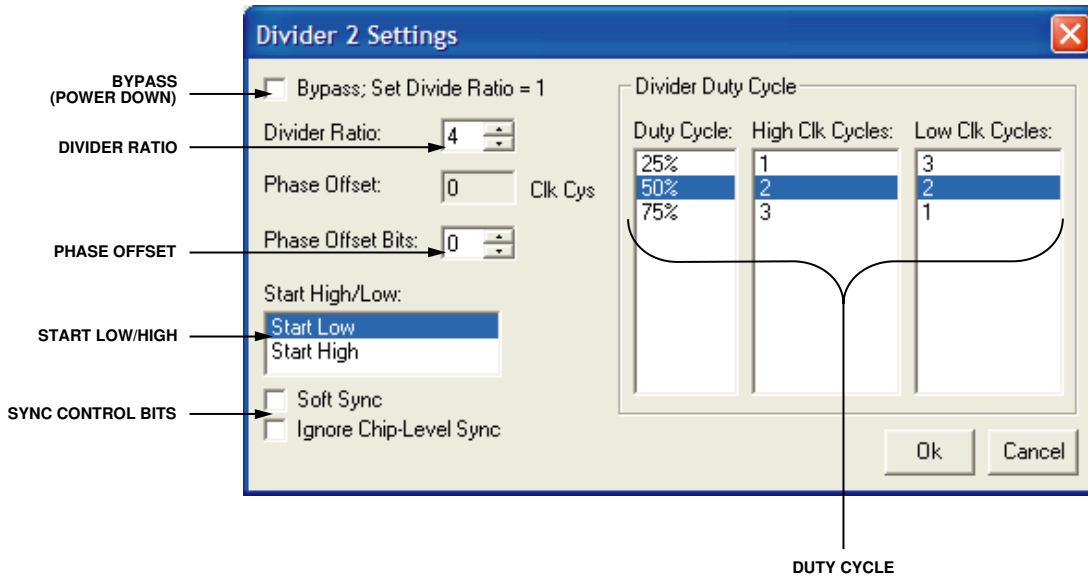 Divider 2 Settings
BYPASS
(POWER DOWN)
Bypass; Set Divide Ratio = 1
DIVIDER RATIO
Divider Ratio:
4
Phase Offset:
0
Clk Cys
PHASE OFFSET
Phase Offset Bits:
0
Start High/Low:
START LOW/HIGH
Start Low
Start High
SYNC CONTROL BITS
Soft Sync
Ignore Chip-Level Sync
Divider Duty Cycle
Duty Cycle: High Clk Cycles: Low Clk Cycles:
25% 1 3
50% 2 2
75% 3 1
Ok Cancel
DUTY CYCLE